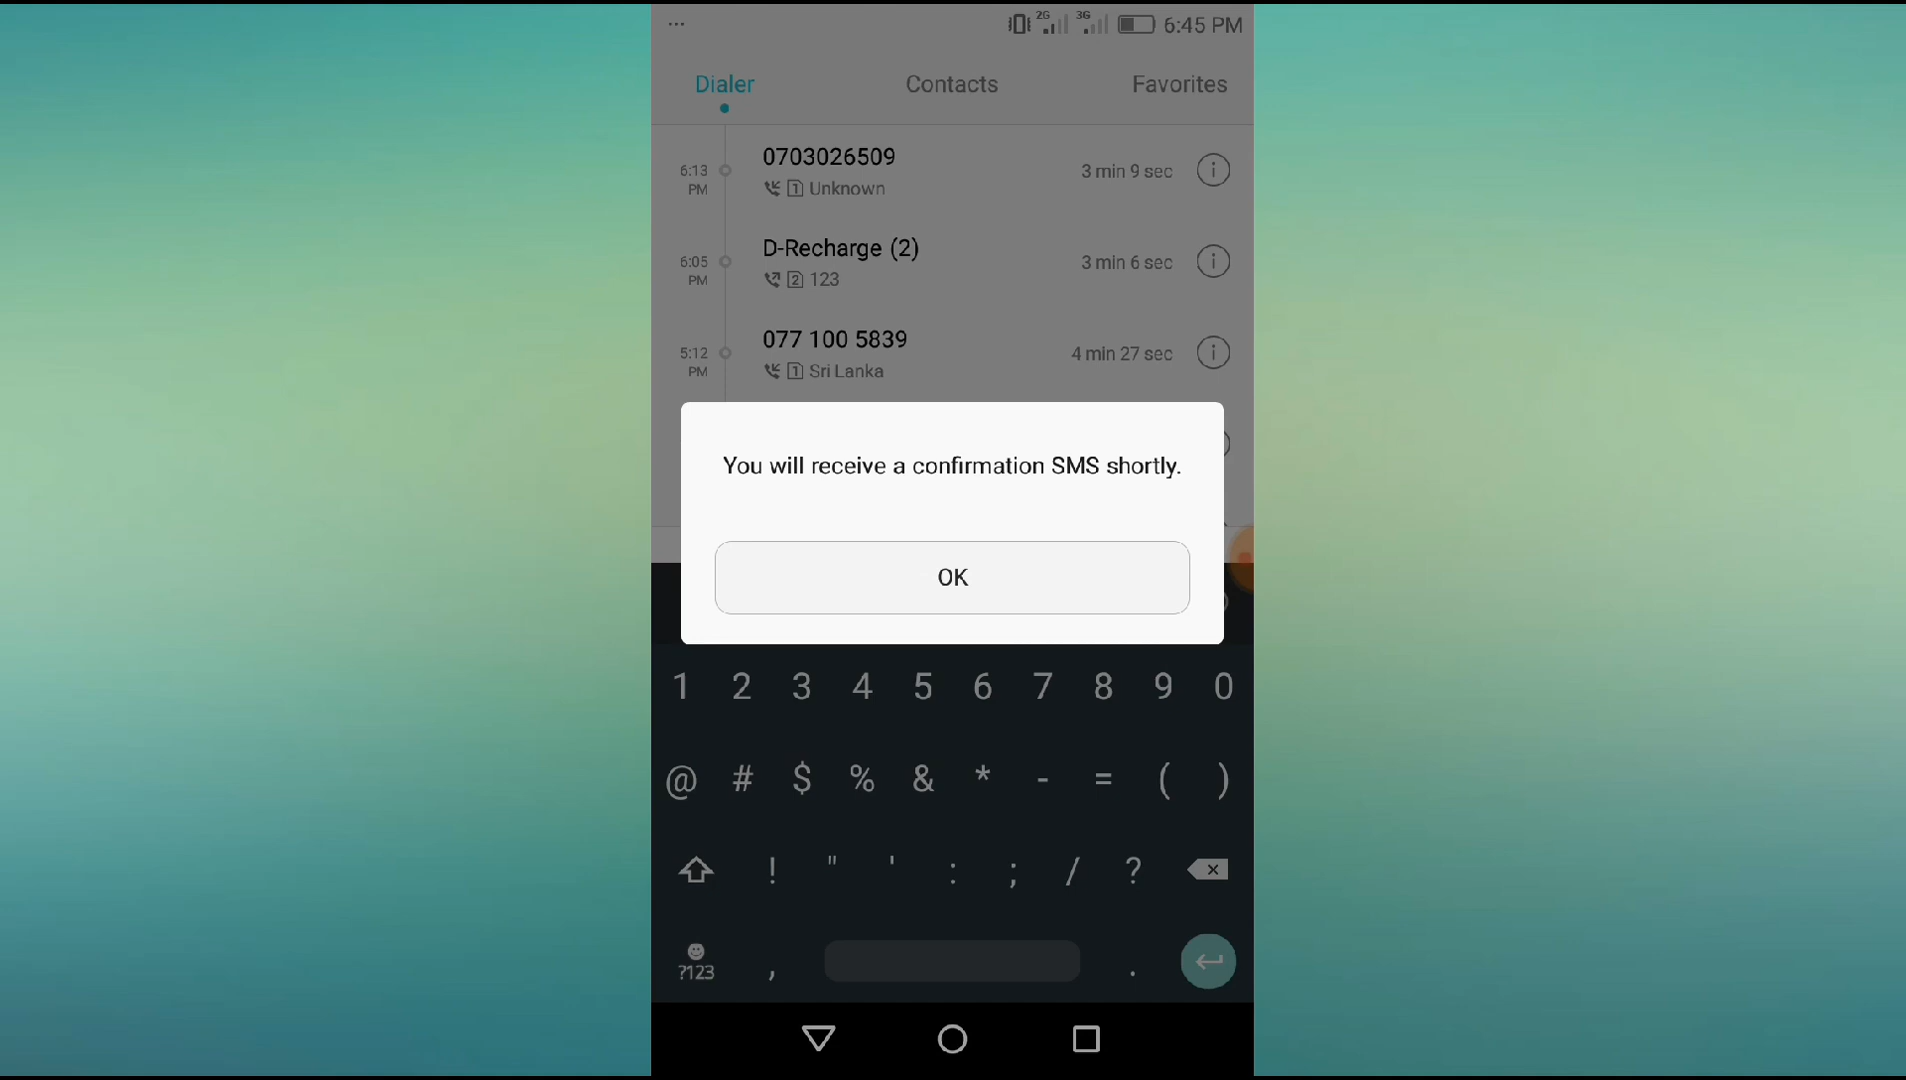 ... 2G 3G 6:45 PM
Dialer Contacts Favorites
6:13 PM 0703026509 3 min 9 sec
1 Unknown
6:05 PM D-Recharge (2) 3 min 6 sec
2 123
5:12 PM 077 100 5839 4 min 27 sec
1 Sri Lanka
You will receive a confirmation SMS shortly.
OK
1 2 3 4 5 6 7 8 9 0
@ # $ % & * - = ( )
! " ' : ; / ?
?123 , .